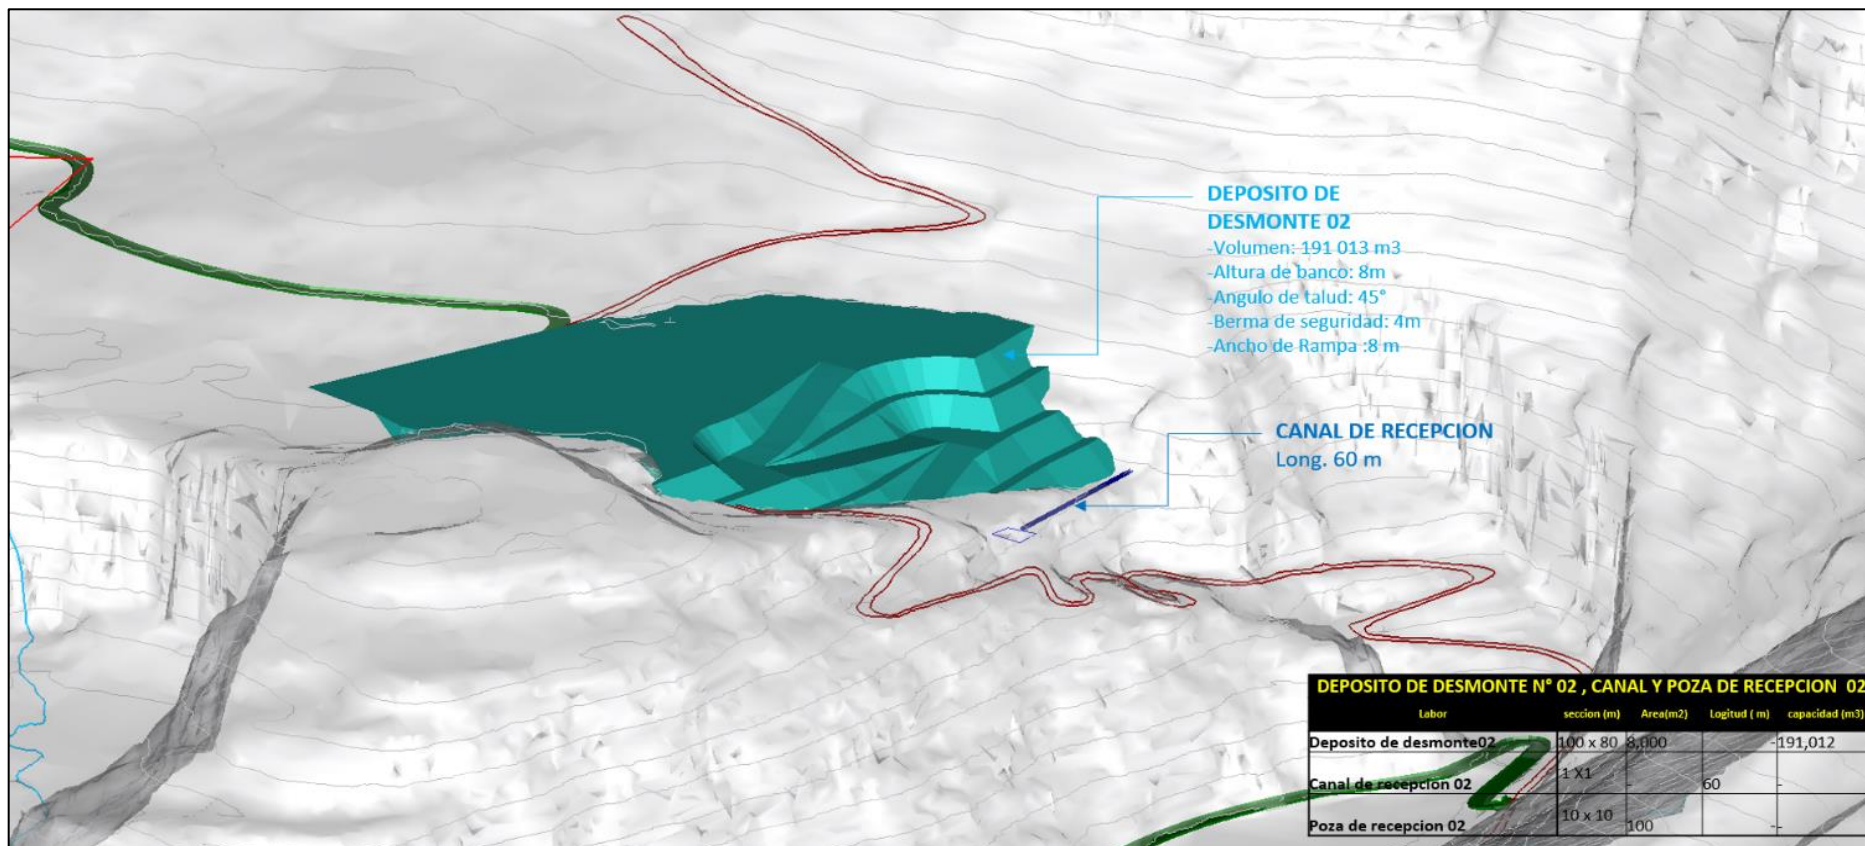 DEPOSITO DE
DESMONTE 02
-Volumen: 191 013 m3
-Altura de banco: 8m
-Angulo de talud: 45°
-Berma de seguridad: 4m
-Ancho de Rampa :8 m
CANAL DE RECEPCION
Long. 60 m
DEPOSITO DE DESMONTE N° 02 , CANAL Y POZA DE RECEPCION 02
Labor seccion (m) Area(m2) Logitud ( m) capacidad (m3)
Deposito de desmonte02 100 x 80 8,000 - 191,012
Canal de recepcion 02 1 X1 - 60 -
Poza de recepcion 02 10 x 10 100 - -